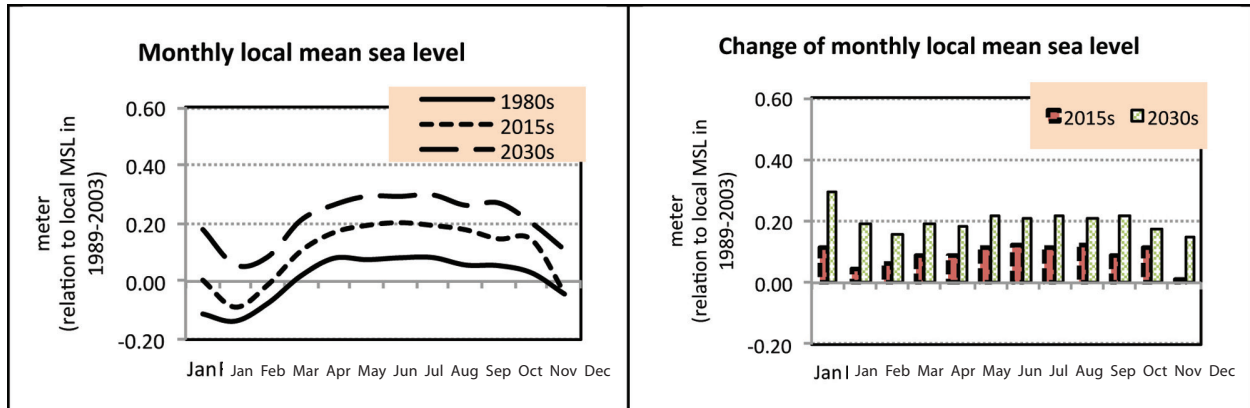 Monthly local mean sea level
1980s
2015s
2030s
0.60
0.40
0.20
0.00
-0.20
meter
(relation to local MSL in
1989-2003)
Jan Jan Feb Mar Apr May Jun Jul Aug Sep Oct Nov Dec
Change of monthly local mean sea level
2015s 2030s
0.60
0.40
0.20
0.00
-0.20
meter
(relation to local MSL in
1989-2003)
Jan Jan Feb Mar Apr May Jun Jul Aug Sep Oct Nov Dec